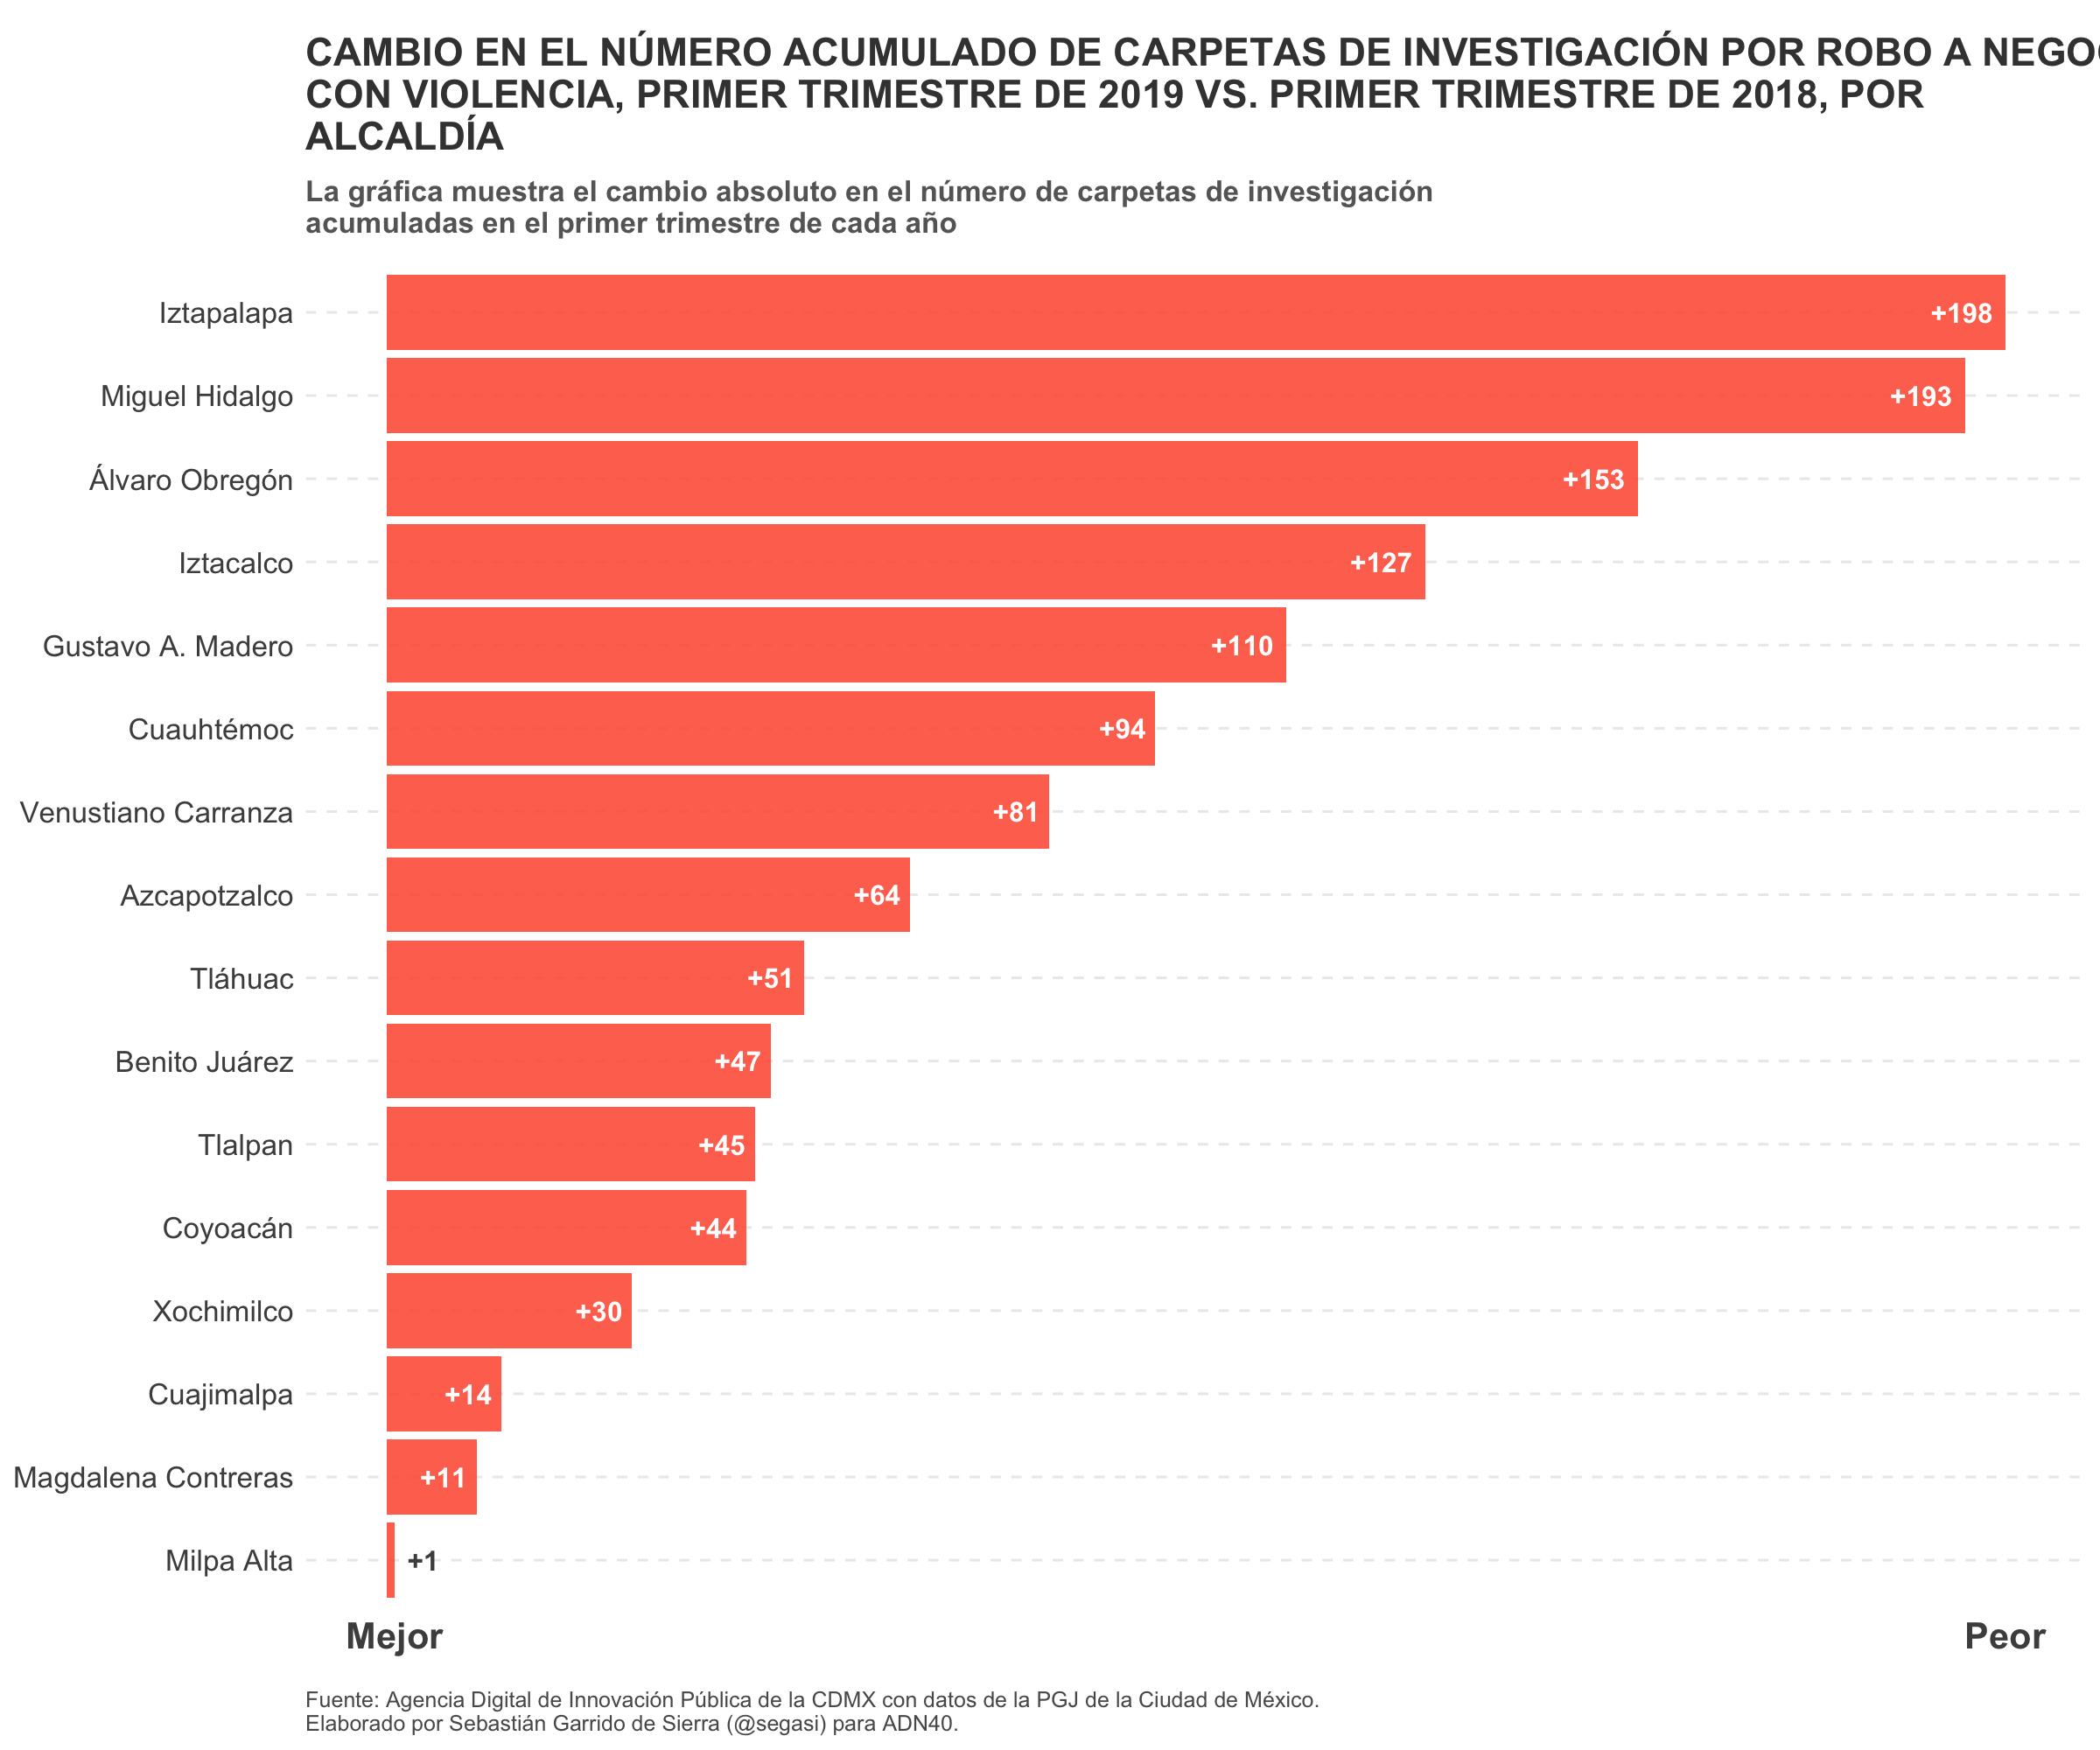 CAMBIO EN EL NÚMERO ACUMULADO DE CARPETAS DE INVESTIGACIÓN POR ROBO A NEGO
CON VIOLENCIA, PRIMER TRIMESTRE DE 2019 VS. PRIMER TRIMESTRE DE 2018, POR
ALCALDÍA
La gráfica muestra el cambio absoluto en el número de carpetas de investigación
acumuladas en el primer trimestre de cada año
Iztapalapa +198
Miguel Hidalgo +193
Álvaro Obregón +153
Iztacalco +127
Gustavo A. Madero +110
Cuauhtémoc +94
Venustiano Carranza +81
Azcapotzalco +64
Tláhuac +51
Benito Juárez +47
Tlalpan +45
Coyoacán +44
Xochimilco +30
Cuajimalpa +14
Magdalena Contreras +11
Milpa Alta +1
Mejor Peor
Fuente: Agencia Digital de Innovación Pública de la CDMX con datos de la PGJ de la Ciudad de México.
Elaborado por Sebastián Garrido de Sierra (@segasi) para ADN40.